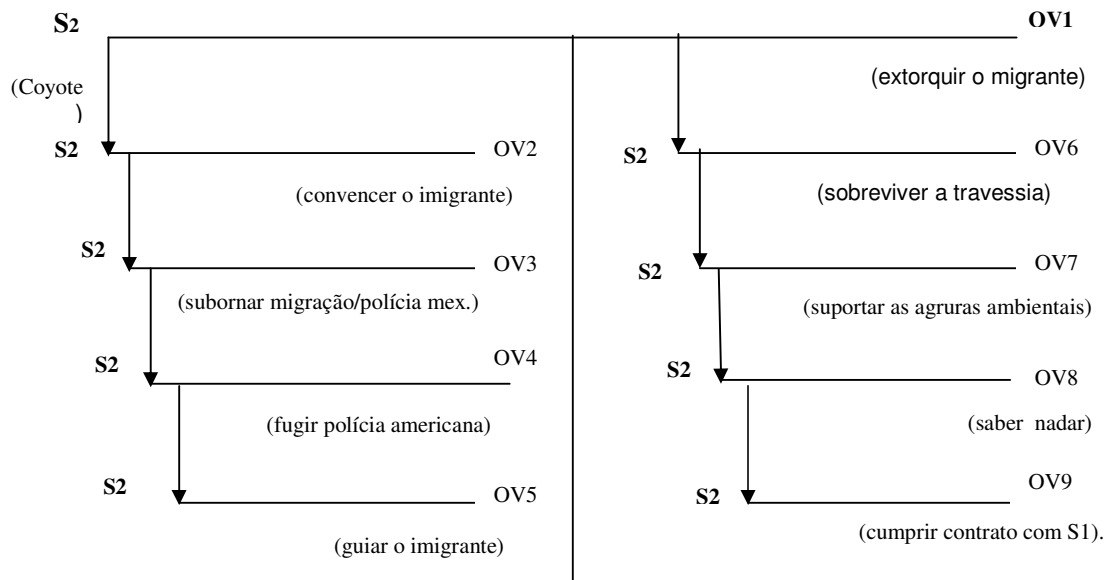 S2 OV1
(Coyote
)
(extorquir o migrante)
S2 OV2
(convencer o imigrante)
S2 OV6
(sobreviver a travessia)
S2 OV3
(subornar migração/polícia mex.)
S2 OV7
(suportar as agruras ambientais)
S2 OV4
(fugir polícia americana)
S2 OV8
(saber nadar)
S2 OV5
(guiar o imigrante)
S2 OV9
(cumprir contrato com S1).